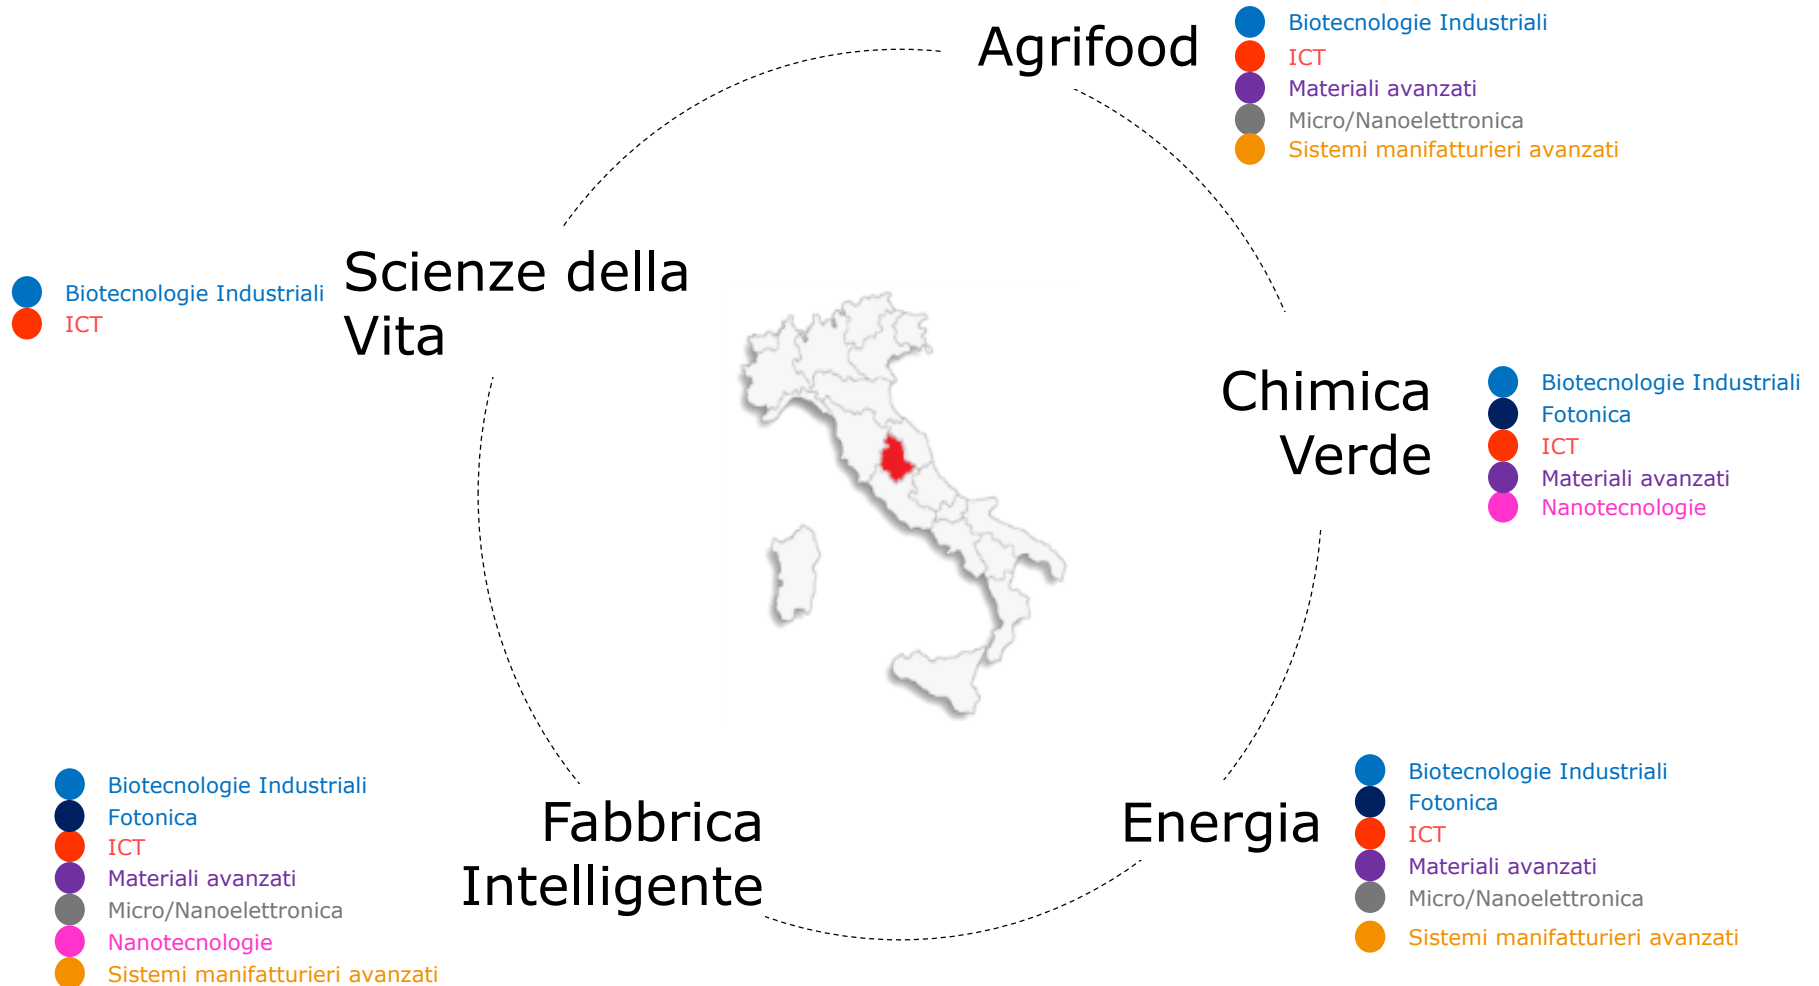 Agrifood
Biotecnologie Industriali
ICT
Materiali avanzati
Micro/Nanoelettronica
Sistemi manifatturieri avanzati
Scienze della
Vita
Biotecnologie Industriali
ICT
Chimica
Verde
Biotecnologie Industriali
Fotonica
ICT
Materiali avanzati
Nanotecnologie
Fabbrica
Intelligente
Biotecnologie Industriali
Fotonica
ICT
Materiali avanzati
Micro/Nanoelettronica
Nanotecnologie
Sistemi manifatturieri avanzati
Energia
Biotecnologie Industriali
Fotonica
ICT
Materiali avanzati
Micro/Nanoelettronica
Sistemi manifatturieri avanzati